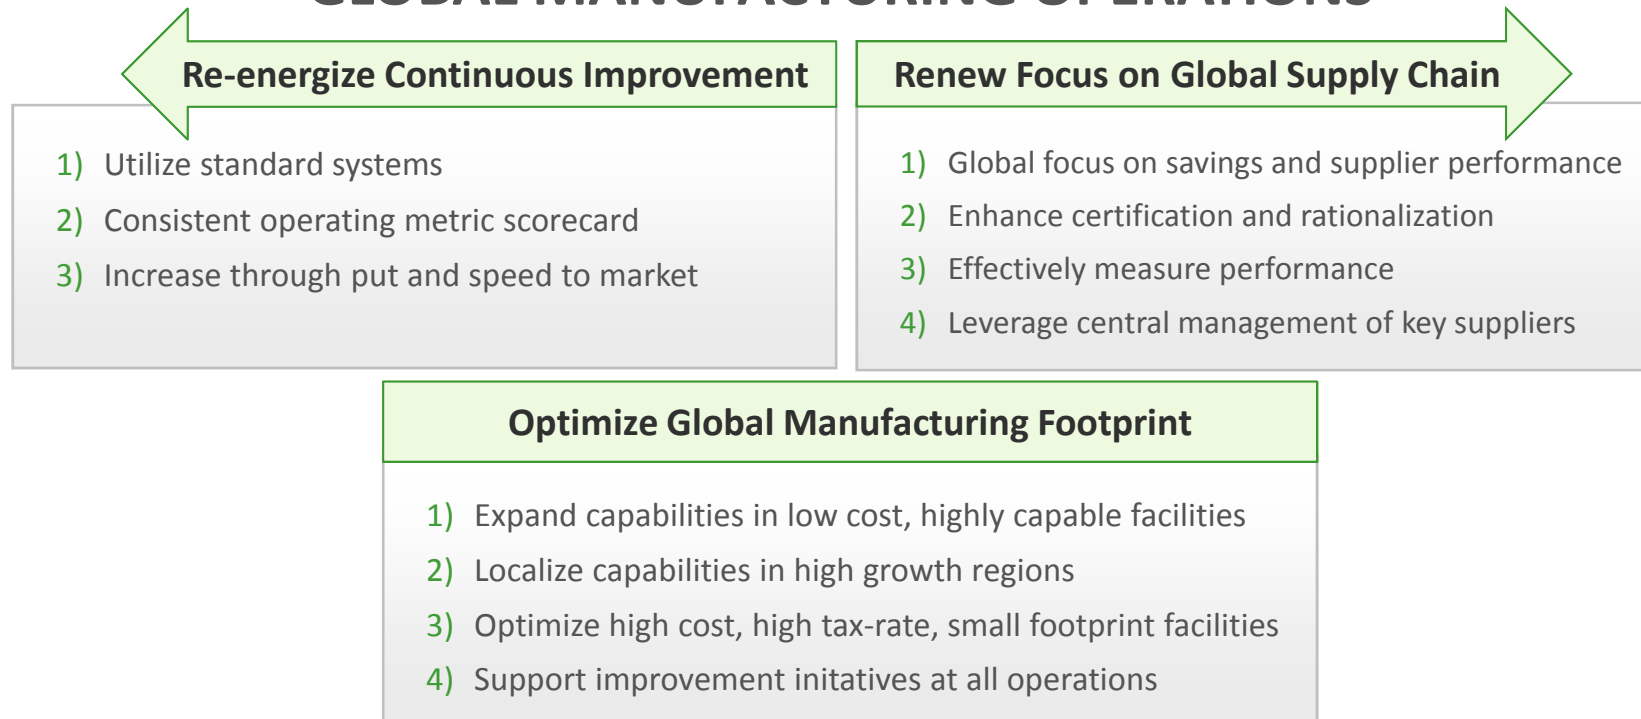 GLOBAL MANUFACTURING OPERATIONS
Re-energize Continuous Improvement
1) Utilize standard systems
2) Consistent operating metric scorecard
3) Increase through put and speed to market
Renew Focus on Global Supply Chain
1) Global focus on savings and supplier performance
2) Enhance certification and rationalization
3) Effectively measure performance
4) Leverage central management of key suppliers
Optimize Global Manufacturing Footprint
1) Expand capabilities in low cost, highly capable facilities
2) Localize capabilities in high growth regions
3) Optimize high cost, high tax-rate, small footprint facilities
4) Support improvement initatives at all operations